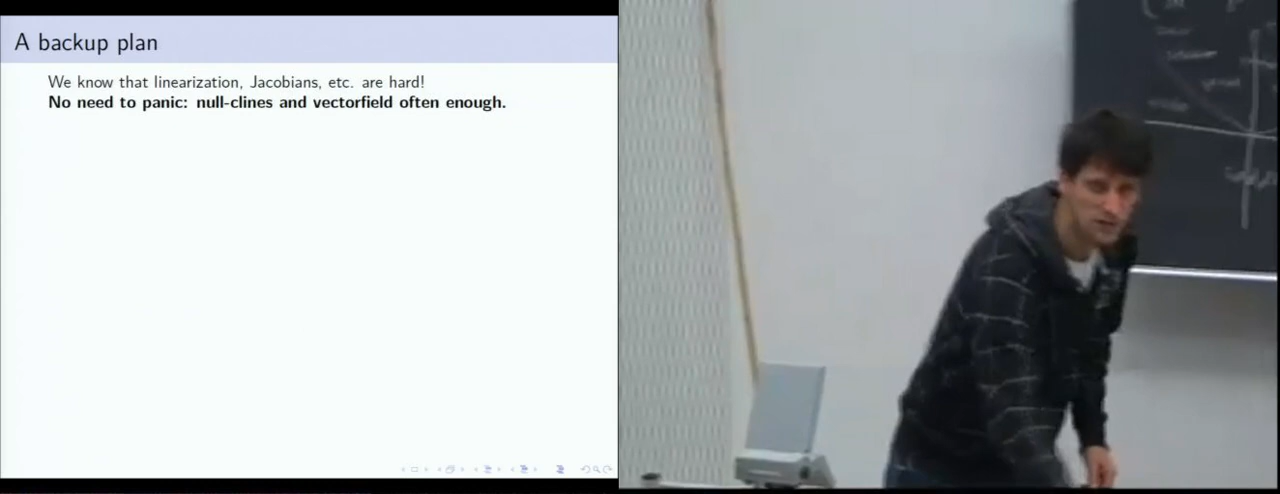 A backup plan
We know that linearization, Jacobians, etc. are hard!
No need to panic: null-clines and vectorfield often enough.